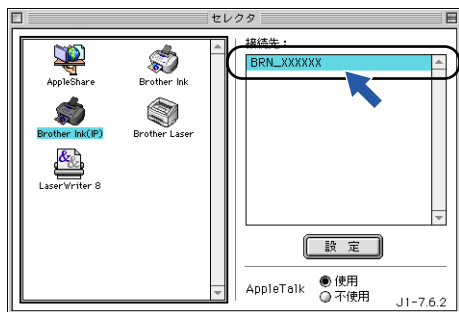 セレクタ
接続先：
BRN_XXXXXX
AppleShare
Brother Ink
Brother Ink(IP)
Brother Laser
LaserWriter 8
設 定
AppleTalk
使用
不使用
J1-7.6.2